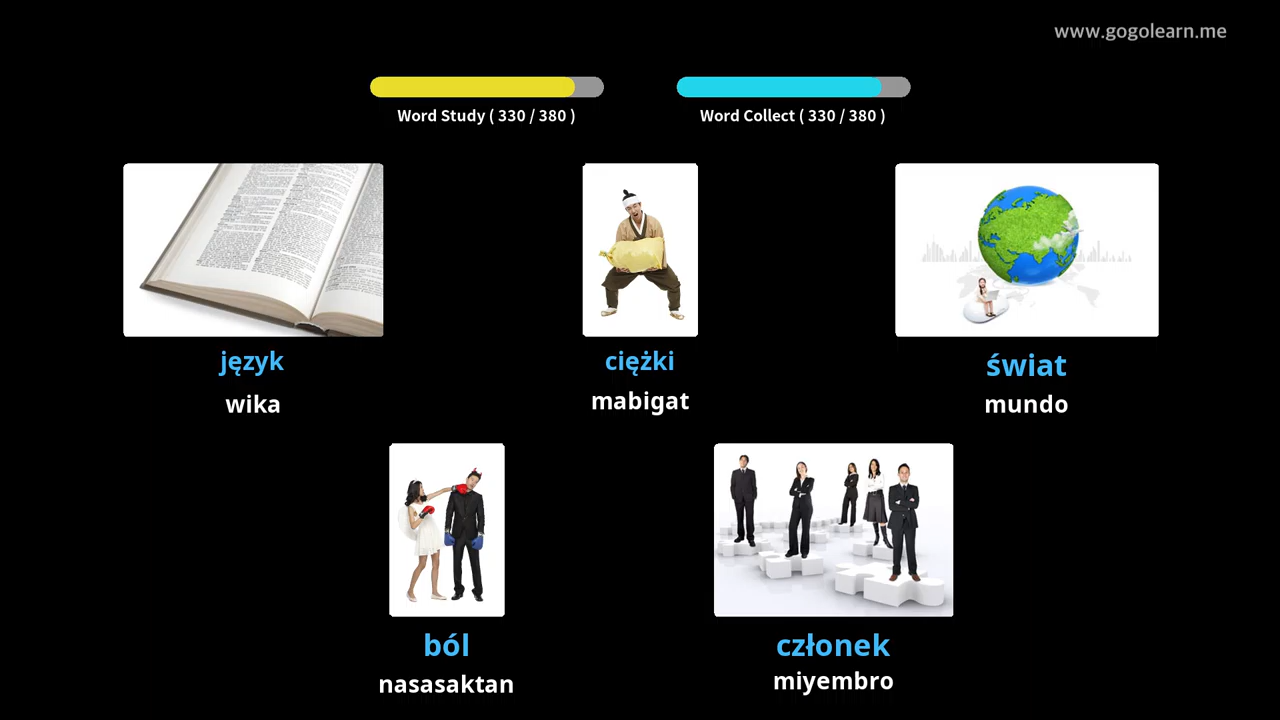 www.gogolearn.me
Word Study ( 330 / 380 )
Word Collect ( 330 / 380 )
język
ciężki
świat
wika
mabigat
mundo
ból
członek
nasasaktan
miyembro